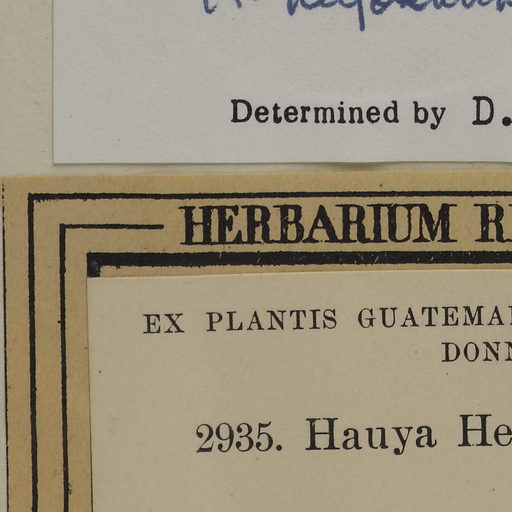 Determined by D.
HERBARIUM R
EX PLANTIS GUATEMA
DONN
2935. Hauya He